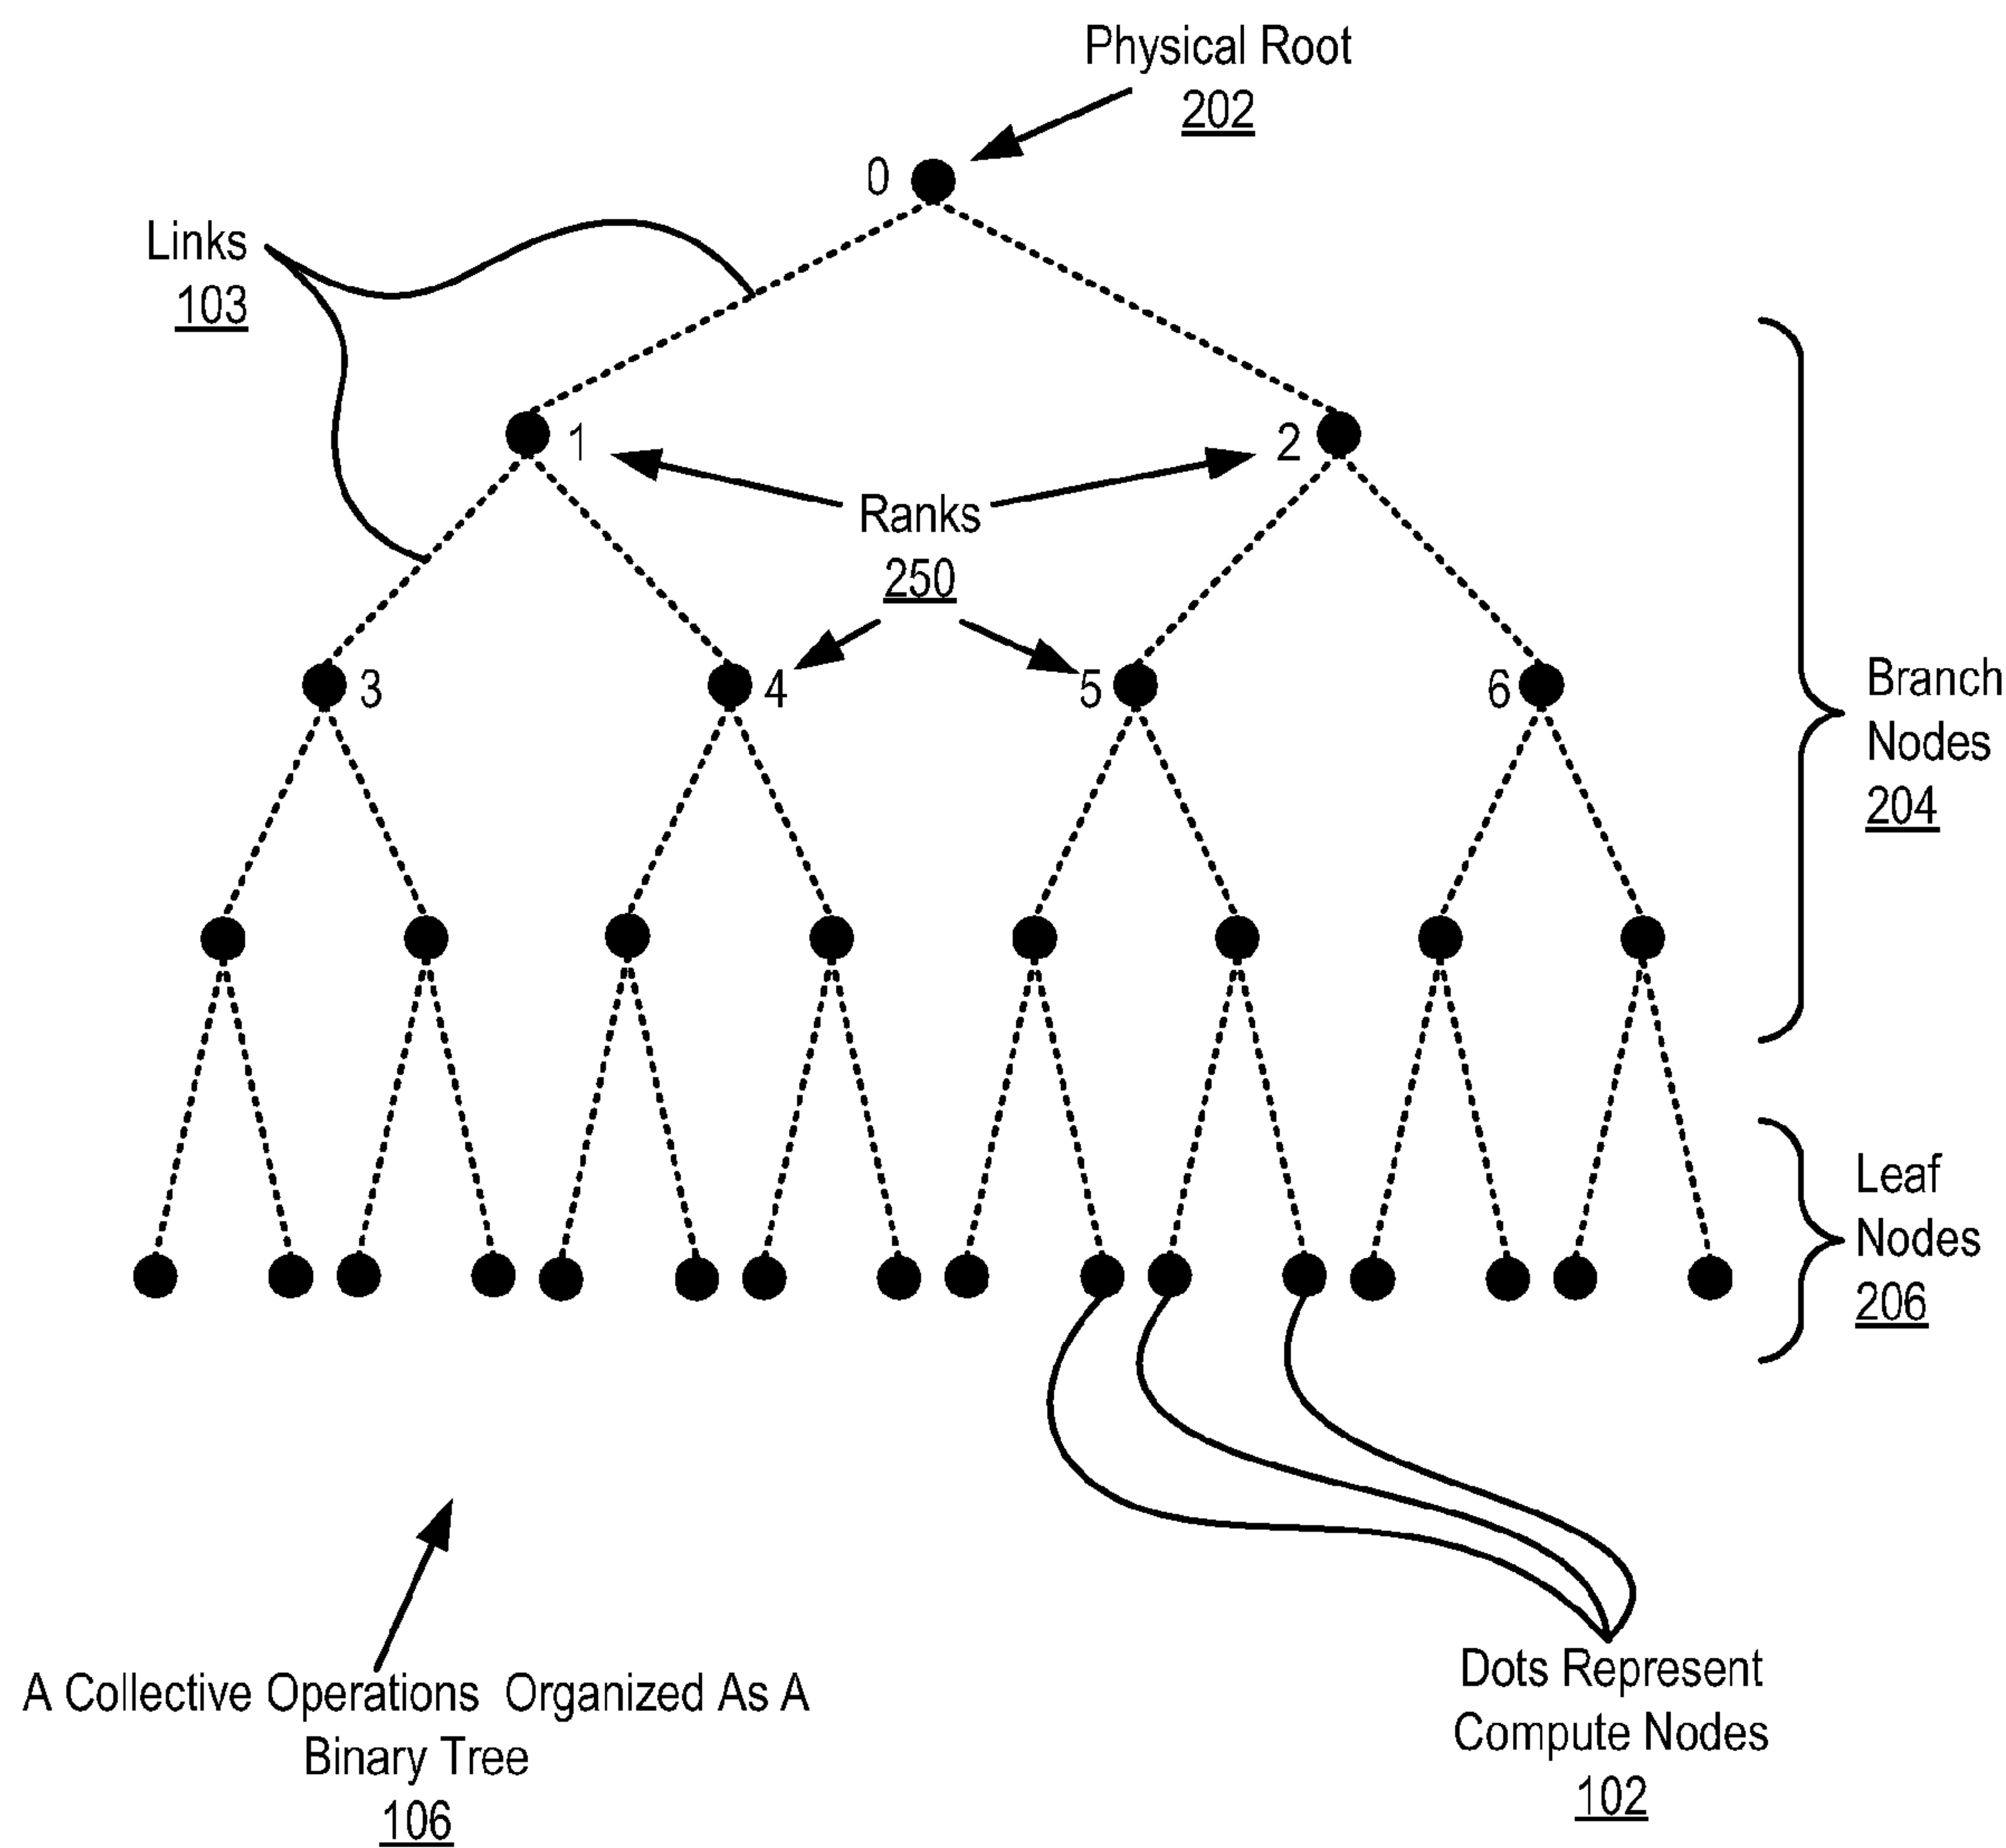 Physical Root
202
0
Links
103
1
2
Ranks
250
3
4
5
6
Branch
Nodes
204
Leaf
Nodes
206
A Collective Operations Organized As A
Binary Tree
106
Dots Represent
Compute Nodes
102